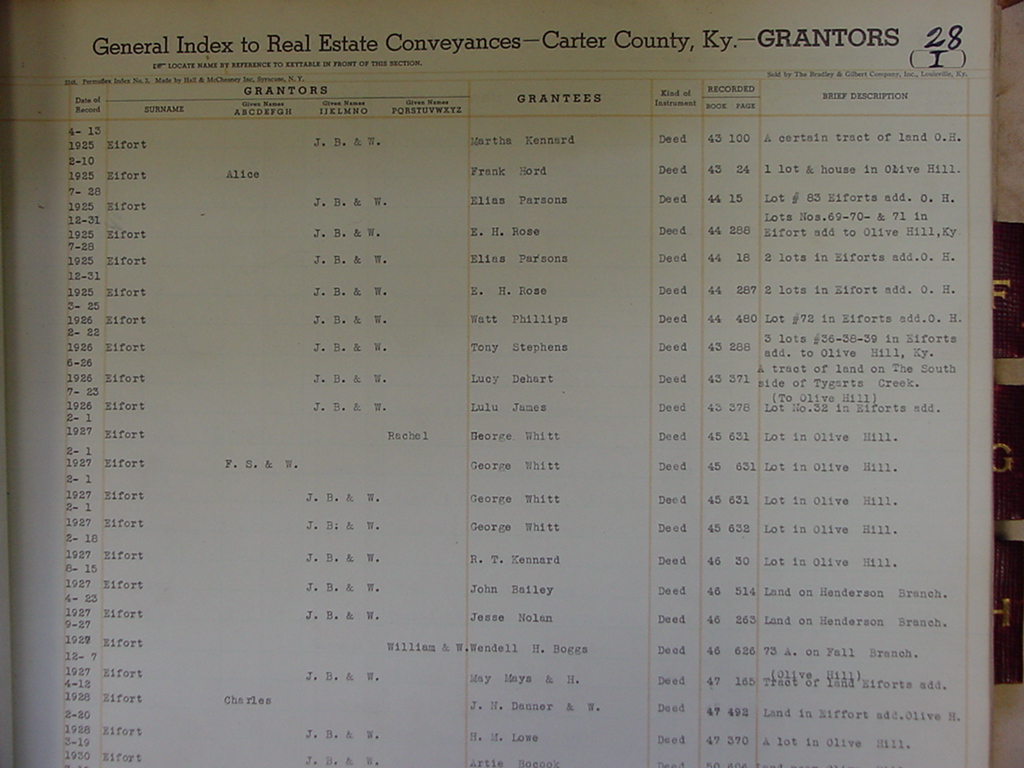 General Index to Real Estate Conveyances—Carter County, Ky.—GRANTORS 28
(I)
LOCATE NAME BY REFERENCE TO KEYTABLE IN FRONT OF THIS SECTION.
Permadex Index No. 1. Made by Hall & McChesney Inc, Syracuse, N. Y. Sold by The Bradley & Gilbert Company, Inc., Louisville, Ky.
Date of Record GRANTORS GRANTEES Kind of Instrument RECORDED BRIEF DESCRIPTION
SURNAME Given Names ABCDEFGH Given Names IJKLMNO Given Names PQRSTUVWXYZ BOOK PAGE
4- 13
1925 Eifort J. B. & W. Martha Kennard Deed 43 100 A certain tract of land O.H.
2-10
1925 Eifort Alice Frank Hord Deed 43 24 1 lot & house in Olive Hill.
7- 28
1925 Eifort J. B. & W. Elias Parsons Deed 44 15 Lot # 83 Eiforts add. O. H.
12-31 Lots Nos.69-70- & 71 in
1925 Eifort J. B. & W. E. H. Rose Deed 44 288 Eifort add to Olive Hill,Ky
7-28
1925 Eifort J. B. & W. Elias Parsons Deed 44 18 2 lots in Eiforts add.O. H.
12-31
1925 Eifort J. B. & W. E. H. Rose Deed 44 287 2 lots in Eifort add. O. H.
3- 25
1926 Eifort J. B. & W. Watt Phillips Deed 44 480 Lot #72 in Eiforts add.O. H.
2- 22 3 lots #36-38-39 in Eiforts
1926 Eifort J. B. & W. Tony Stephens Deed 43 288 add. to Olive Hill, Ky.
6-26 A tract of land on The South
1926 Eifort J. B. & W. Lucy Dehart Deed 43 371 side of Tygarts Creek.
7- 23 (To Olive Hill)
1926 Eifort J. B. & W. Lulu James Deed 43 378 Lot No.32 in Eiforts add.
2- 1
1927 Eifort Rachel George Whitt Deed 45 631 Lot in Olive Hill.
2- 1
1927 Eifort F. S. & W. George Whitt Deed 45 631 Lot in Olive Hill.
2- 1
1927 Eifort J. B. & W. George Whitt Deed 45 631 Lot in Olive Hill.
2- 1
1927 Eifort J. B; & W. George Whitt Deed 45 632 Lot in Olive Hill.
2- 18
1927 Eifort J. B. & W. R. T. Kennard Deed 46 30 Lot in Olive Hill.
8- 15
1927 Eifort J. B. & W. John Bailey Deed 46 514 Land on Henderson Branch.
4- 23
1927 Eifort J. B. & W. Jesse Nolan Deed 46 263 Land on Henderson Branch.
9-27
1927 Eifort William & W. Wendell H. Boggs Deed 46 626 73 A. on Fall Branch.
12- 7 (Olive Hill)
1927 Eifort J. B. & W. May Mays & H. Deed 47 165 Tract of land Eiforts add.
4-12
1928 Eifort Charles J. N. Danner & W. Deed 47 492 Land in Eiffort add.Olive H.
2-20
1928 Eifort J. B. & W. H. M. Lowe Deed 47 370 A lot in Olive Hill.
3-19
1930 Eifort J. B. & W. Artie Bocook Deed 50
F
G
H